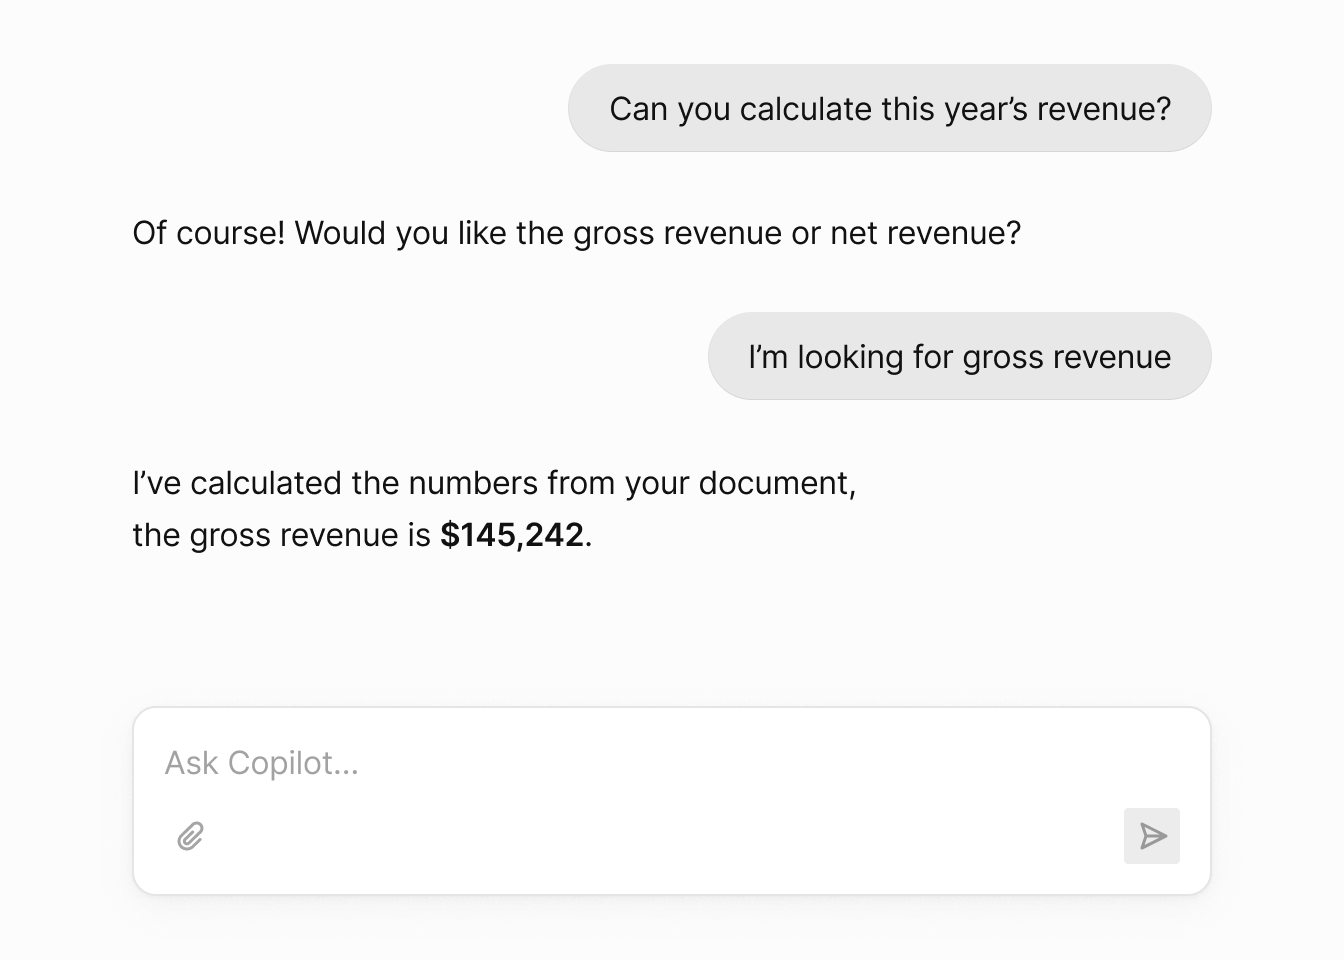 Can you calculate this year’s revenue?
Of course! Would you like the gross revenue or net revenue?
I’m looking for gross revenue
I’ve calculated the numbers from your document,
the gross revenue is $145,242.
Ask Copilot...